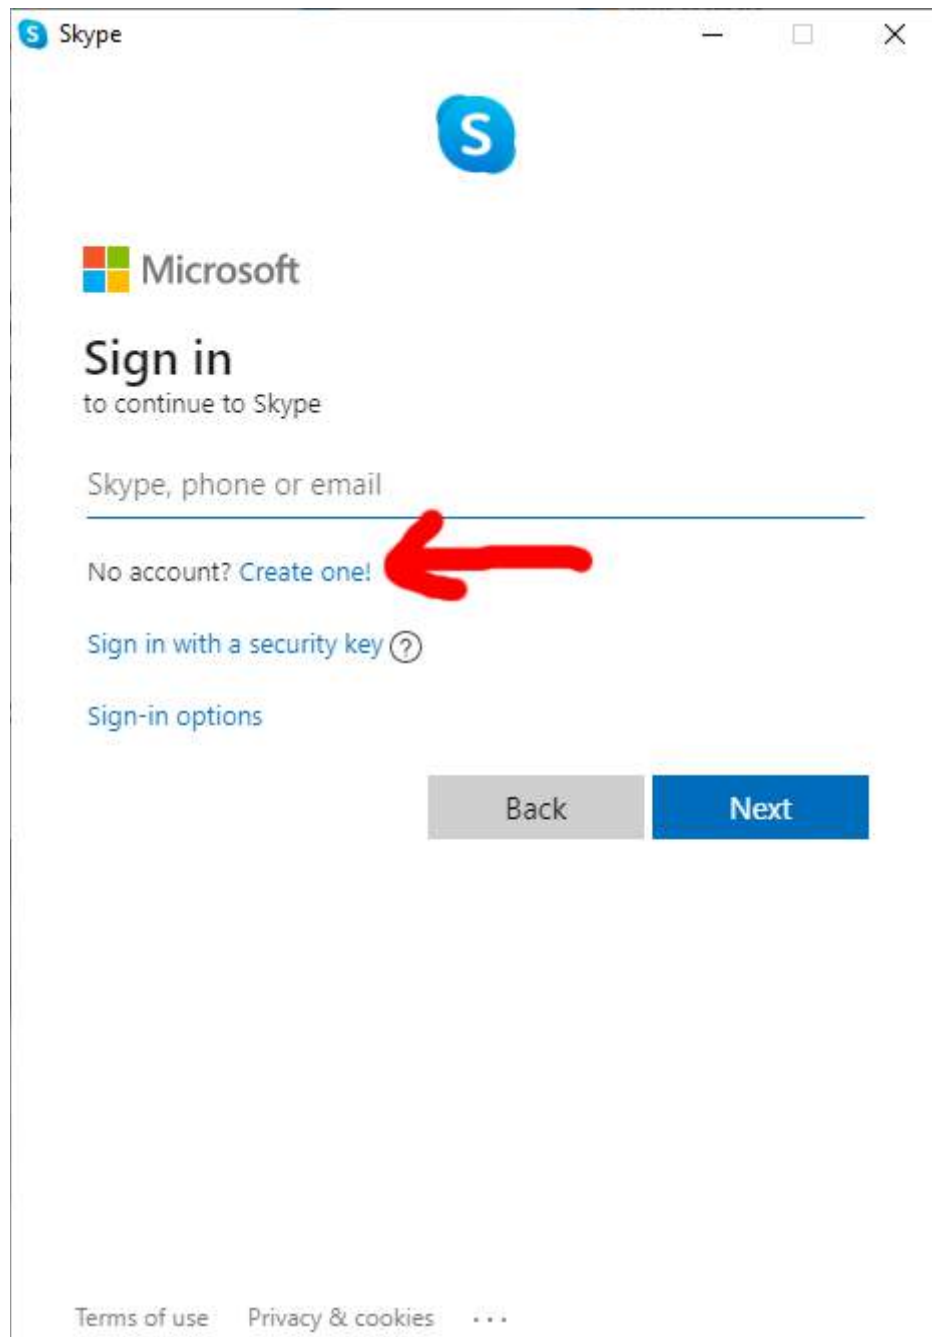 Skype
S
Microsoft
Sign in
to continue to Skype
Skype, phone or email
No account? Create one!
Sign in with a security key
Sign-in options
Back Next
Terms of use Privacy & cookies ...